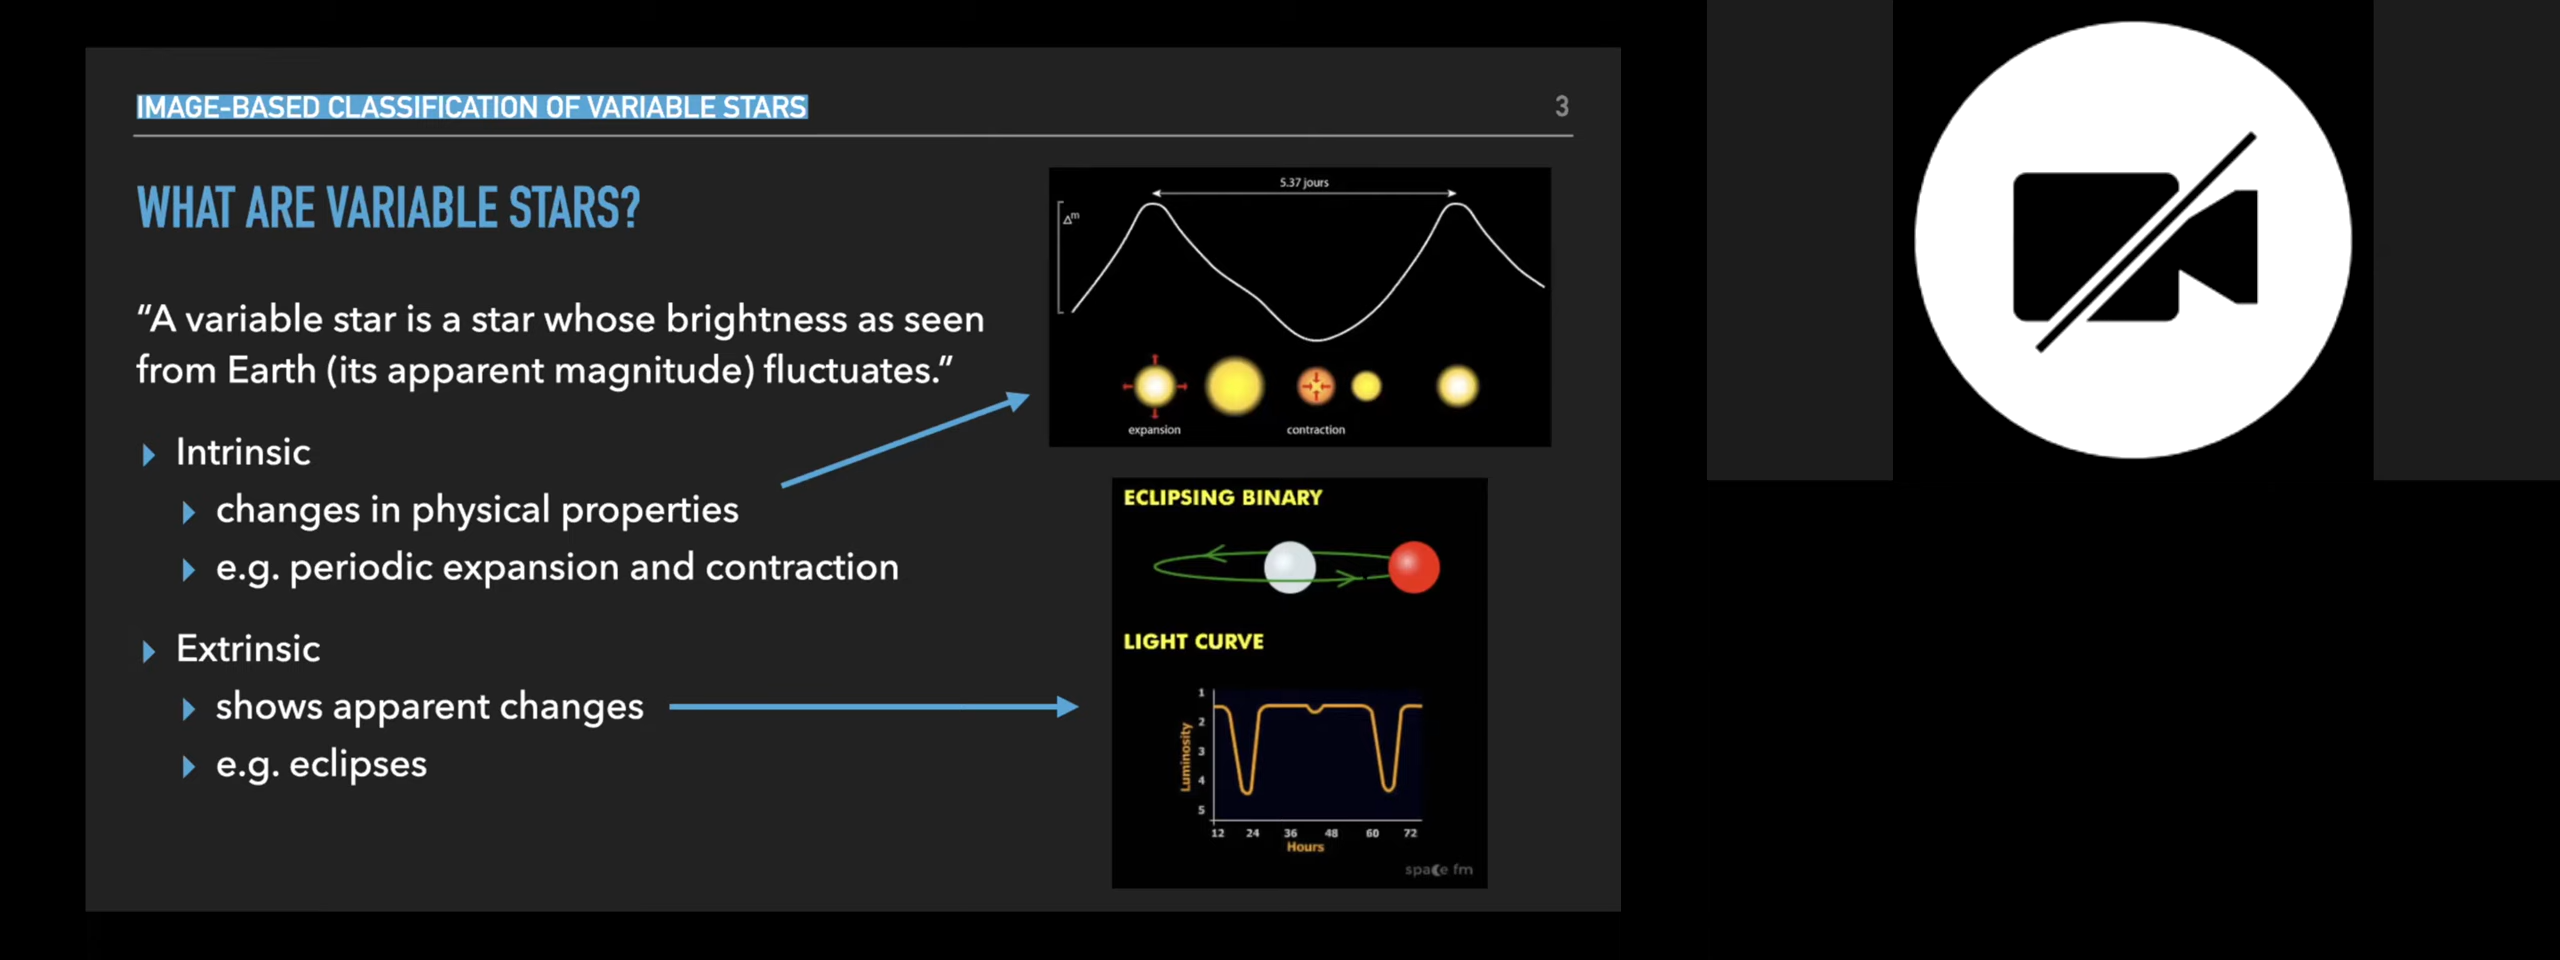 IMAGE-BASED CLASSIFICATION OF VARIABLE STARS
3
WHAT ARE VARIABLE STARS?
“A variable star is a star whose brightness as seen
from Earth (its apparent magnitude) fluctuates.”
Intrinsic
changes in physical properties
e.g. periodic expansion and contraction
Extrinsic
shows apparent changes
e.g. eclipses
5.37 jours
Δm
expansion
contraction
ECLIPSING BINARY
LIGHT CURVE
Luminosity
1
2
3
4
5
12 24 36 48 60 72
Hours
space fm